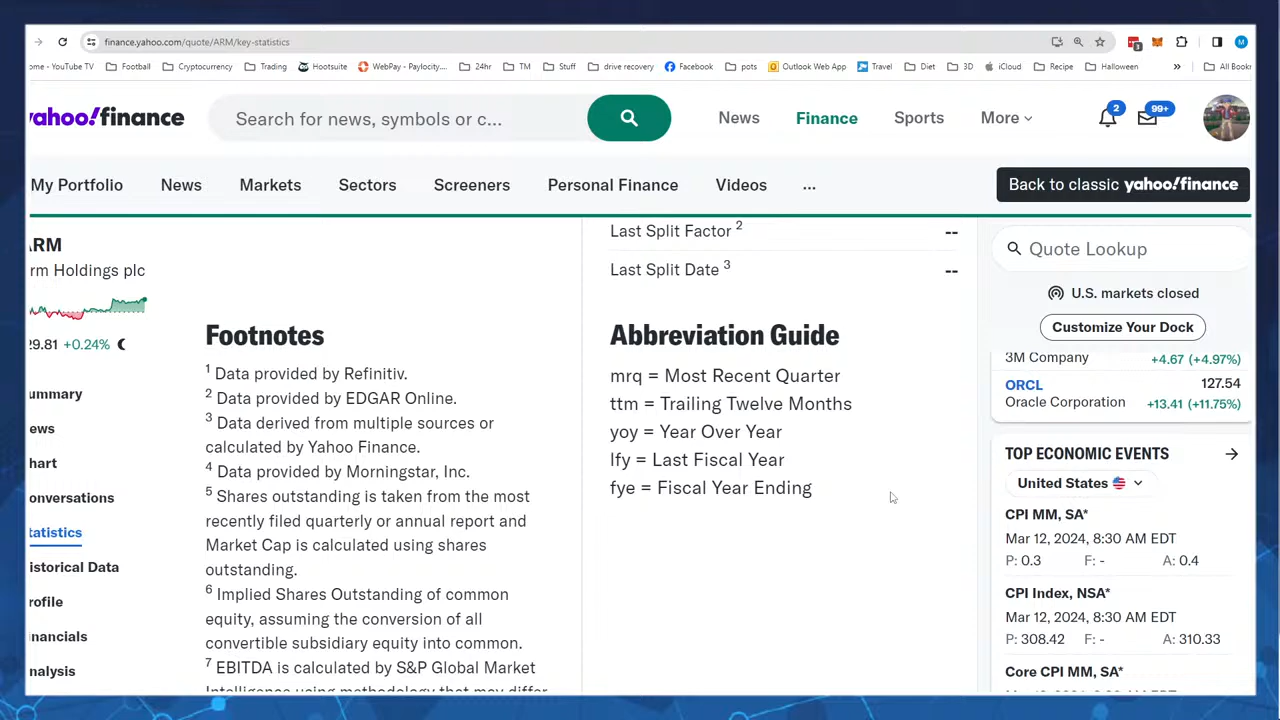 finance.yahoo.com/quote/ARM/key-statistics
ome - YouTube TV Football Cryptocurrency Trading Hootsuite WebPay - Paylocity.... 24hr TM Stuff drive recovery Facebook pots Outlook Web App Travel Diet 3D iCloud Recipe Halloween » All Bookr
yahoo!finance
Search for news, symbols or c...
News Finance Sports More
2
99+
My Portfolio News Markets Sectors Screeners Personal Finance Videos ...
Back to classic yahoo!finance
ARM
rm Holdings plc
29.81 +0.24%
ummary
ews
hart
onversations
tatistics
istorical Data
rofile
inancials
nalysis
Last Split Factor 2 --
Last Split Date 3 --
Footnotes
1 Data provided by Refinitiv.
2 Data provided by EDGAR Online.
3 Data derived from multiple sources or
calculated by Yahoo Finance.
4 Data provided by Morningstar, Inc.
5 Shares outstanding is taken from the most
recently filed quarterly or annual report and
Market Cap is calculated using shares
outstanding.
6 Implied Shares Outstanding of common
equity, assuming the conversion of all
convertible subsidiary equity into common.
7 EBITDA is calculated by S&P Global Market
Intelligence using methodology that may differ
Abbreviation Guide
mrq = Most Recent Quarter
ttm = Trailing Twelve Months
yoy = Year Over Year
lfy = Last Fiscal Year
fye = Fiscal Year Ending
Quote Lookup
U.S. markets closed
Customize Your Dock
3M Company +4.67 (+4.97%)
ORCL 127.54
Oracle Corporation +13.41 (+11.75%)
TOP ECONOMIC EVENTS
United States
CPI MM, SA*
Mar 12, 2024, 8:30 AM EDT
P: 0.3 F: - A: 0.4
CPI Index, NSA*
Mar 12, 2024, 8:30 AM EDT
P: 308.42 F: - A: 310.33
Core CPI MM, SA*